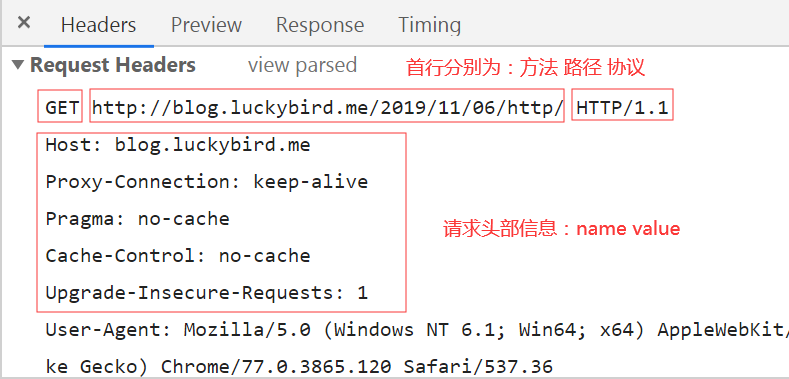 × Headers Preview Response Timing
▼ Request Headers view parsed 首行分别为：方法 路径 协议
GET http://blog.luckybird.me/2019/11/06/http/ HTTP/1.1
Host: blog.luckybird.me
Proxy-Connection: keep-alive
Pragma: no-cache
请求头部信息：name value
Cache-Control: no-cache
Upgrade-Insecure-Requests: 1
User-Agent: Mozilla/5.0 (Windows NT 6.1; Win64; x64) AppleWebKit/
ke Gecko) Chrome/77.0.3865.120 Safari/537.36